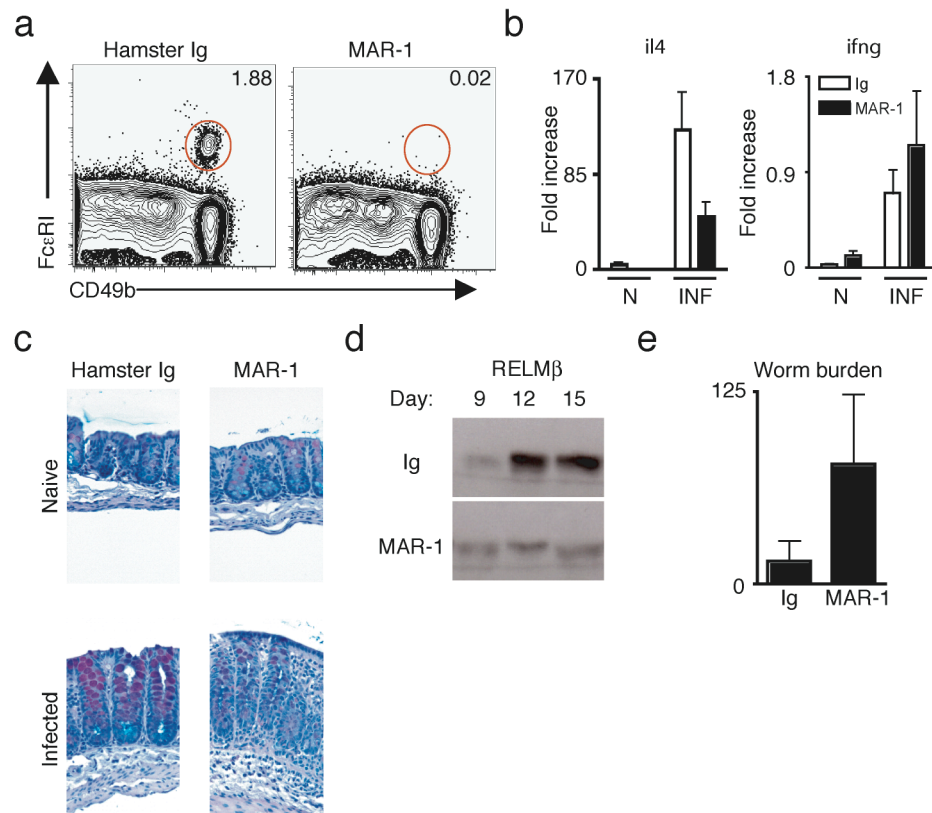 a
Hamster Ig
MAR-1
1.88
0.02
FcεRI
CD49b
b
il4
ifng
170
85
0
Fold increase
N
INF
1.8
0.9
0
Fold increase
Ig
MAR-1
N
INF
c
Hamster Ig
MAR-1
Naive
Infected
d
RELMβ
Day: 9 12 15
Ig
MAR-1
e
Worm burden
125
0
Ig
MAR-1